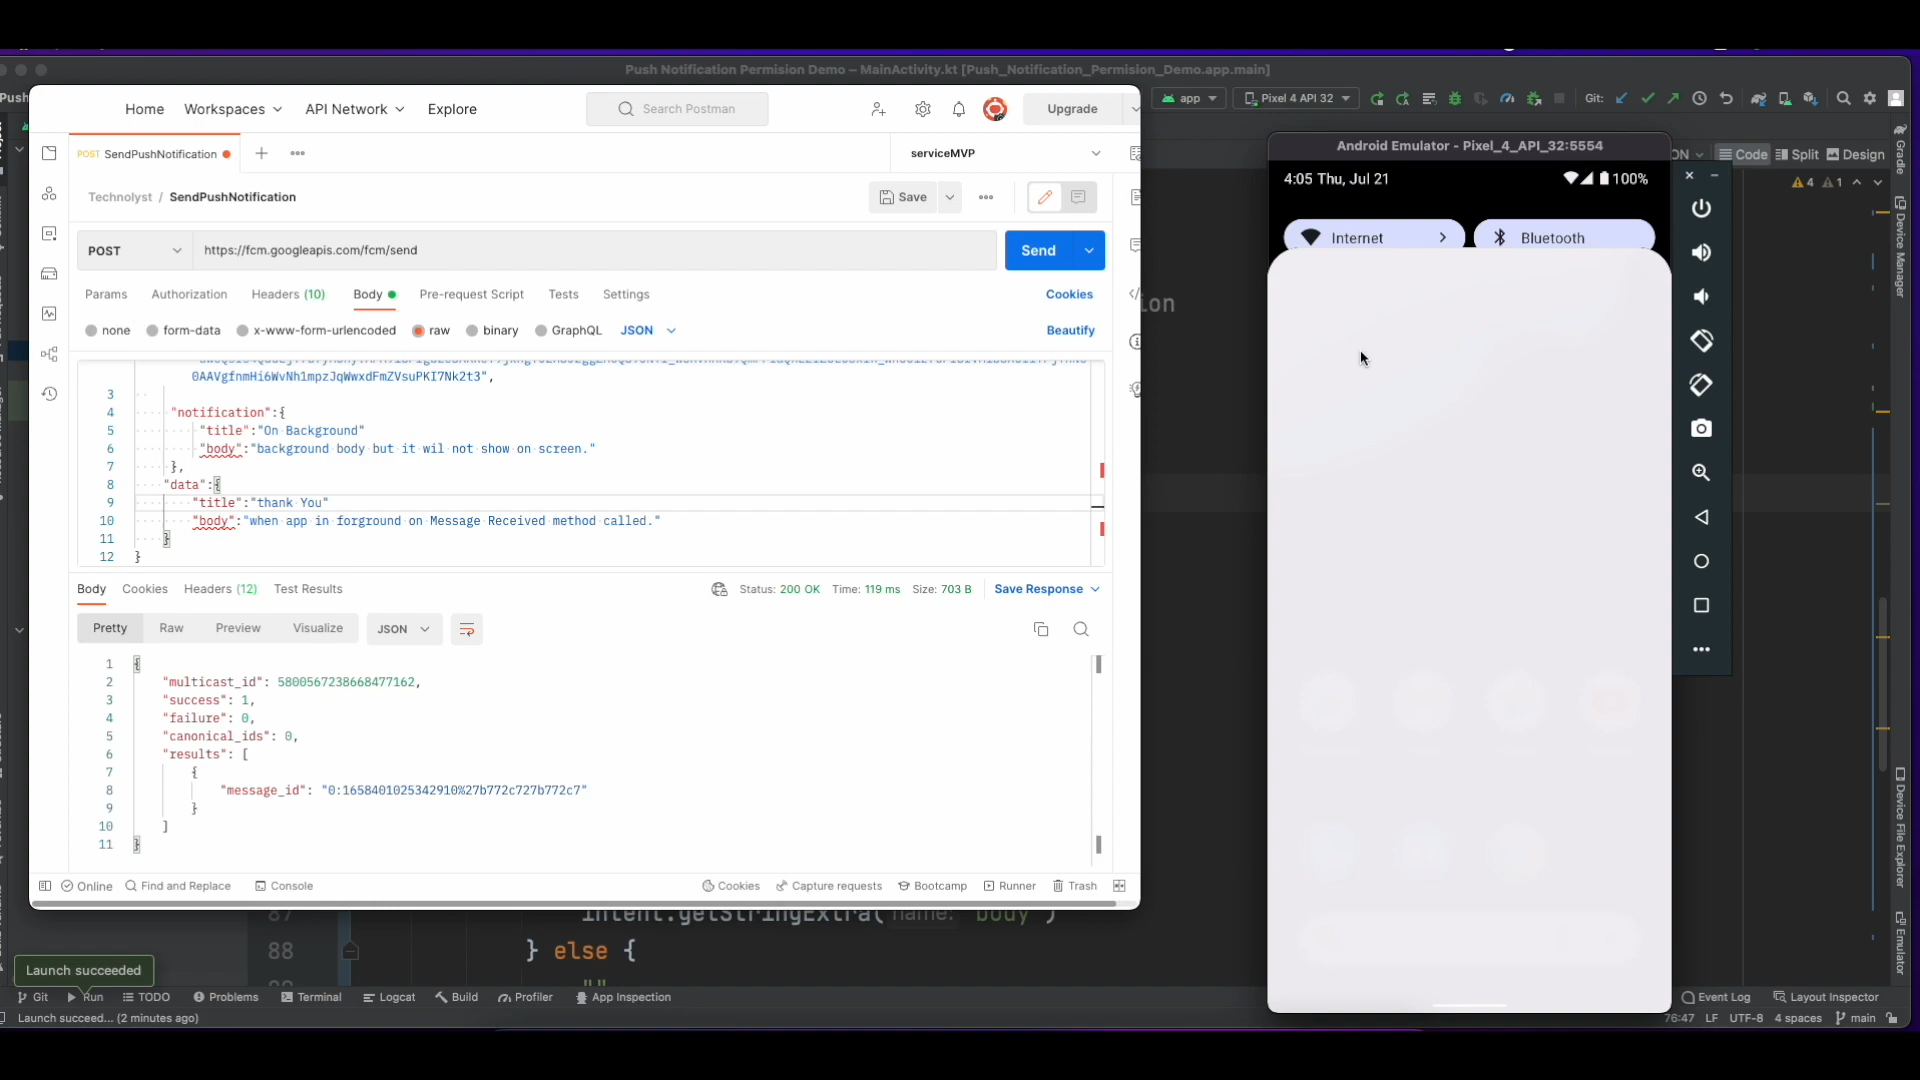 Push Notification Permision Demo – MainActivity.kt [Push_Notification_Permision_Demo.app.main]
Push
app
Pixel 4 API 32
Git:
Home
Workspaces
API Network
Explore
Search Postman
Upgrade
POST SendPushNotification
serviceMVP
Code
Split
Design
Technolyst / SendPushNotification
Save
4
1
POST
https://fcm.googleapis.com/fcm/send
Send
Params
Authorization
Headers (10)
Body
Pre-request Script
Tests
Settings
Cookies
none
form-data
x-www-form-urlencoded
raw
binary
GraphQL
JSON
Beautify
0AAVgfnmHi6WvNh1mpzJqWwxdFmZVsuPKI7Nk2t3",
3
4 "notification":{
5 "title":"On Background"
6 "body":"background body but it wil not show on screen."
7 },
8 "data":{
9 "title":"thank You"
10 "body":"when app in forground on Message Received method called."
11 }
12 }
Body
Cookies
Headers (12)
Test Results
Status: 200 OK
Time: 119 ms
Size: 703 B
Save Response
Pretty
Raw
Preview
Visualize
JSON
1 {
2 "multicast_id": 5800567238668477162,
3 "success": 1,
4 "failure": 0,
5 "canonical_ids": 0,
6 "results": [
7 {
8 "message_id": "0:1658401025342910%27b772c727b772c7"
9 }
10 ]
11 }
Online
Find and Replace
Console
Cookies
Capture requests
Bootcamp
Runner
Trash
Android Emulator - Pixel_4_API_32:5554
4:05 Thu, Jul 21
100%
Internet
Bluetooth
Gradle
Device Manager
Device File Explorer
Emulator
87 intent.getStringExtra( name: "body")
88 } else {
""
Launch succeeded
Git
Run
TODO
Problems
Terminal
Logcat
Build
Profiler
App Inspection
Event Log
Layout Inspector
Launch succeed... (2 minutes ago)
76:47
LF
UTF-8
4 spaces
main